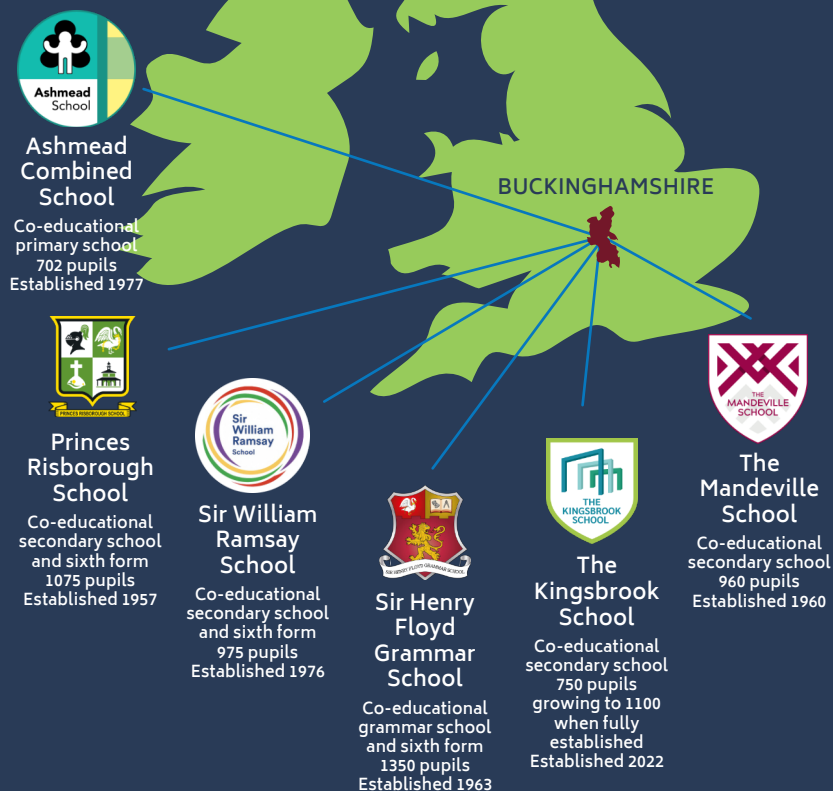 Ashmead
School
Ashmead
Combined
School
Co-educational
primary school
702 pupils
Established 1977
BUCKINGHAMSHIRE
PRINCES RISBOROUGH SCHOOL
Princes
Risborough
School
Co-educational
secondary school
and sixth form
1075 pupils
Established 1957
Sir
William
Ramsay
School
Sir William
Ramsay
School
Co-educational
secondary school
and sixth form
975 pupils
Established 1976
SIR HENRY FLOYD GRAMMAR SCHOOL
Sir Henry
Floyd
Grammar
School
Co-educational
grammar school
and sixth form
1350 pupils
Established 1963
THE
KINGSBROOK
SCHOOL
The
Kingsbrook
School
Co-educational
secondary school
750 pupils
growing to 1100
when fully
established
Established 2022
THE
MANDEVILLE
SCHOOL
The
Mandeville
School
Co-educational
secondary school
960 pupils
Established 1960